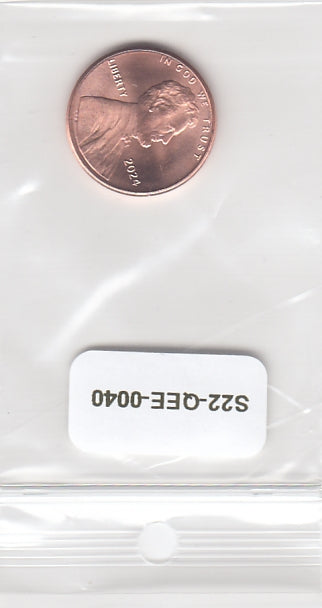 IN GOD WE TRUST
LIBERTY
2024
S22-QEE-0040